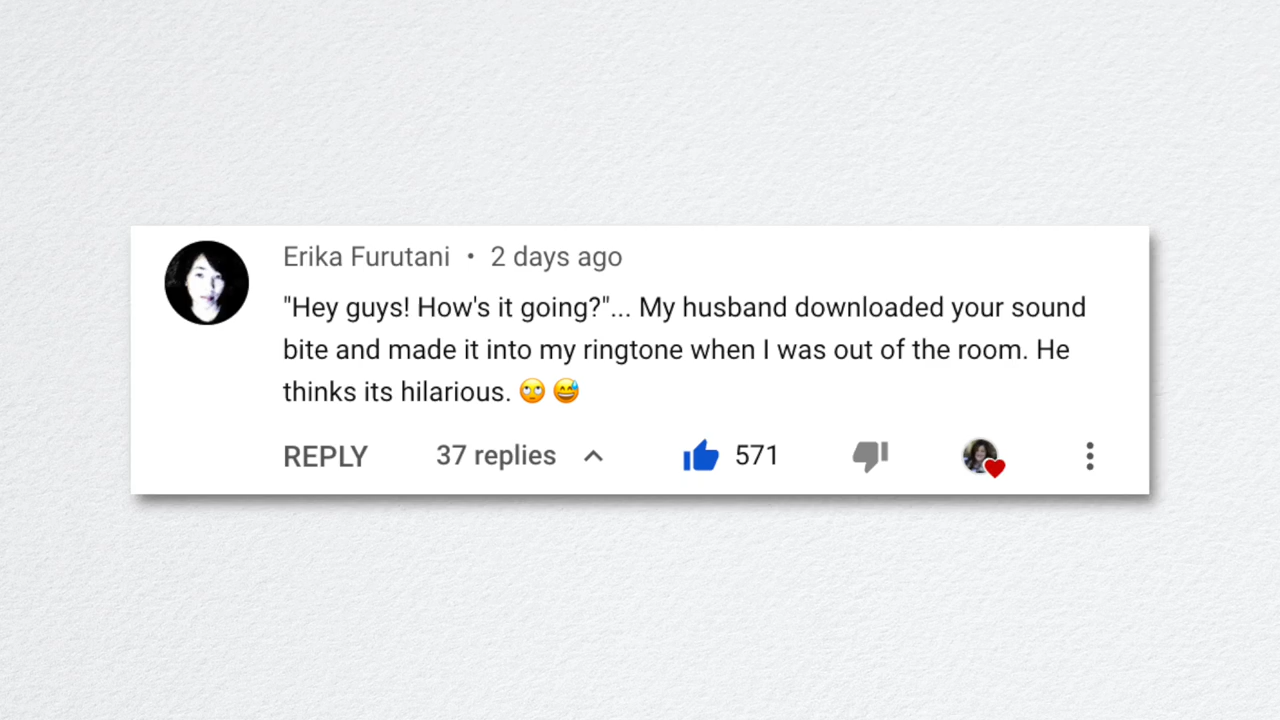 Erika Furutani • 2 days ago
"Hey guys! How's it going?"... My husband downloaded your sound
bite and made it into my ringtone when I was out of the room. He
thinks its hilarious. 🙄 😅
REPLY 37 replies 571